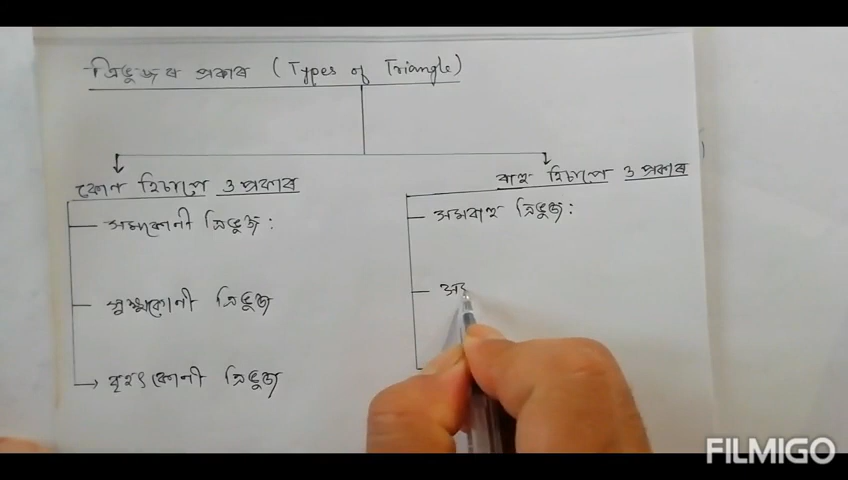 ত্ৰিভূজৰ প্ৰকাৰ (Types of Triangle)
কোণ হিচাপে ৩ প্ৰকাৰ
বাহু হিচাপে ৩ প্ৰকাৰ
সমকোণী ত্ৰিভূজ:
সমবাহু ত্ৰিভূজ:
সূক্ষ্মকোণী ত্ৰিভূজ
বৃহৎকোণী ত্ৰিভূজ
FILMIGO